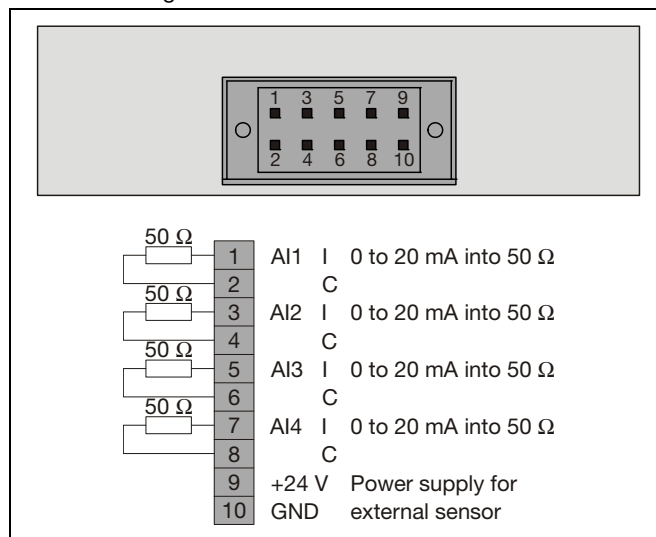 1 3 5 7 9
2 4 6 8 10
50 Ω
1 AI1 I 0 to 20 mA into 50 Ω
2 C
50 Ω
3 AI2 I 0 to 20 mA into 50 Ω
4 C
50 Ω
5 AI3 I 0 to 20 mA into 50 Ω
6 C
50 Ω
7 AI4 I 0 to 20 mA into 50 Ω
8 C
9 +24 V Power supply for
10 GND external sensor